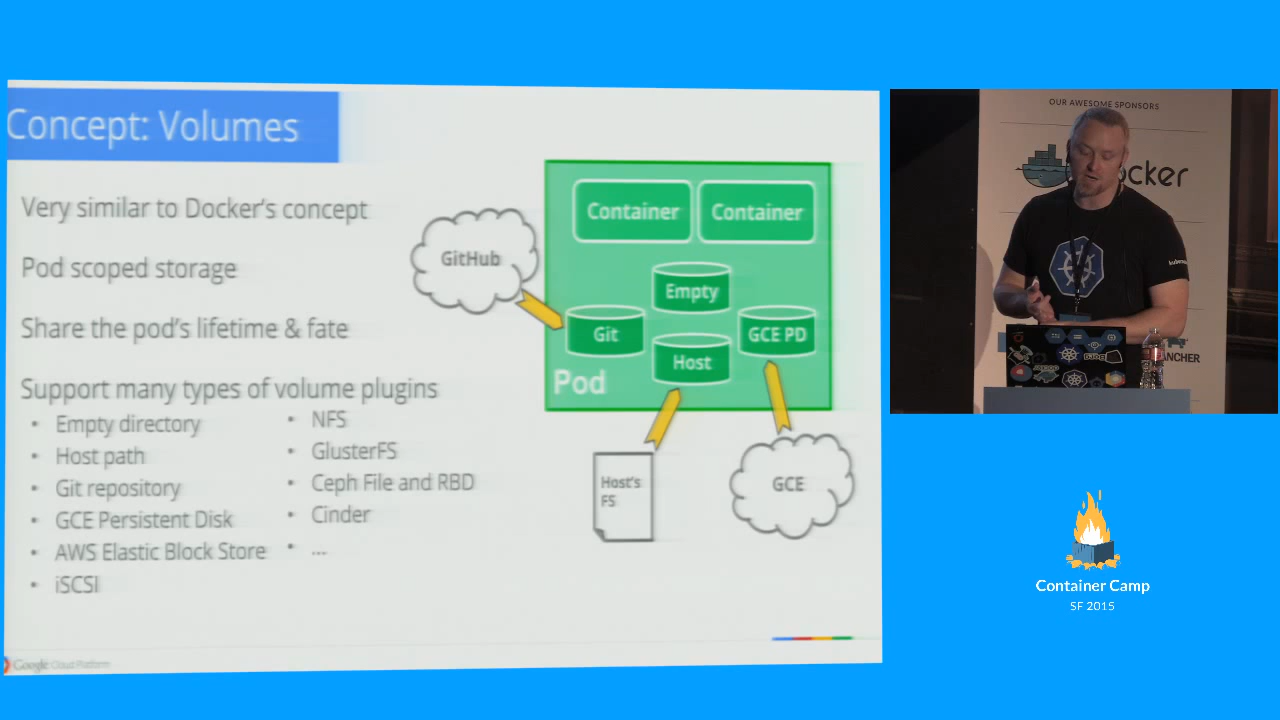 Concept: Volumes
Very similar to Docker's concept
Pod scoped storage
Share the pod's lifetime & fate
Support many types of volume plugins
• Empty directory
• Host path
• Git repository
• GCE Persistent Disk
• AWS Elastic Block Store
• iSCSI
• NFS
• GlusterFS
• Ceph File and RBD
• Cinder
• ...
GitHub
Container
Container
Empty
Git
Host
GCE PD
Pod
Host's
FS
GCE
Google Cloud Platform
OUR AWESOME SPONSORS
ocker
ANCHER
Container Camp
SF 2015